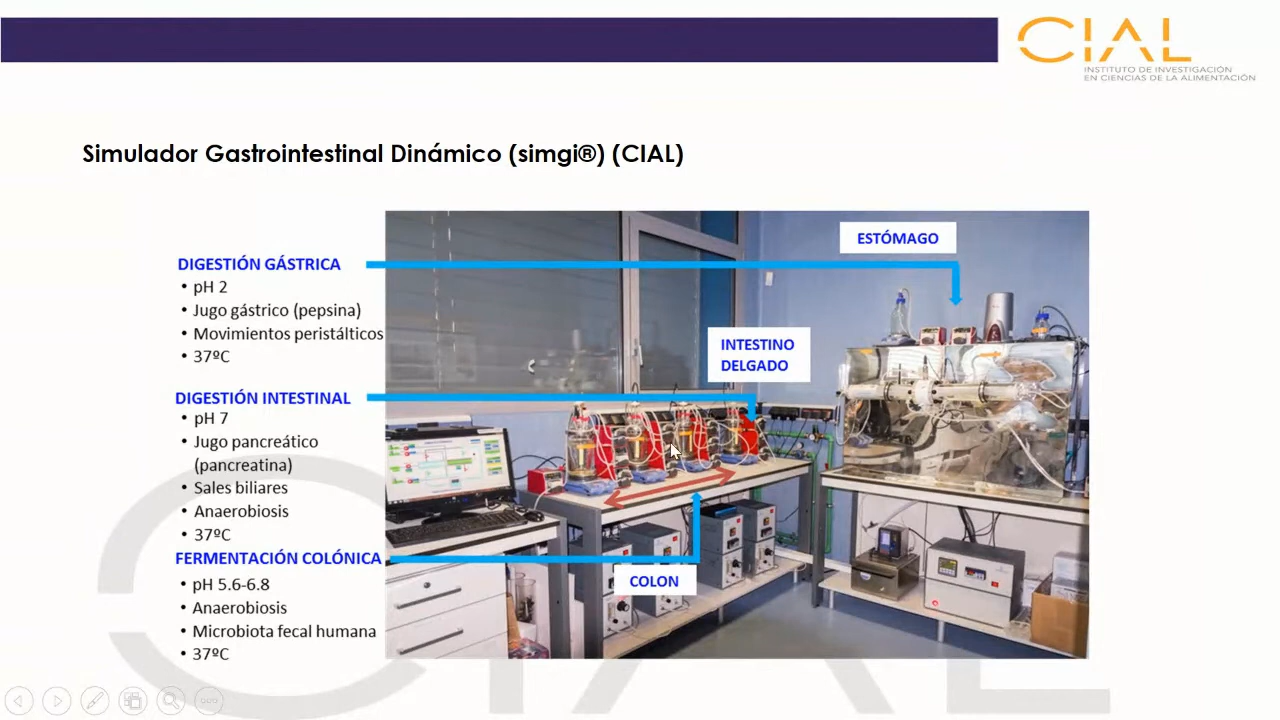 CIAL
INSTITUTO DE INVESTIGACIÓN
EN CIENCIAS DE LA ALIMENTACIÓN
Simulador Gastrointestinal Dinámico (simgi®) (CIAL)
DIGESTIÓN GÁSTRICA
• pH 2
• Jugo gástrico (pepsina)
• Movimientos peristálticos
• 37ºC
DIGESTIÓN INTESTINAL
• pH 7
• Jugo pancreático
(pancreatina)
• Sales biliares
• Anaerobiosis
• 37ºC
FERMENTACIÓN COLÓNICA
• pH 5.6-6.8
• Anaerobiosis
• Microbiota fecal humana
• 37ºC
ESTÓMAGO
INTESTINO
DELGADO
COLON
CIAL